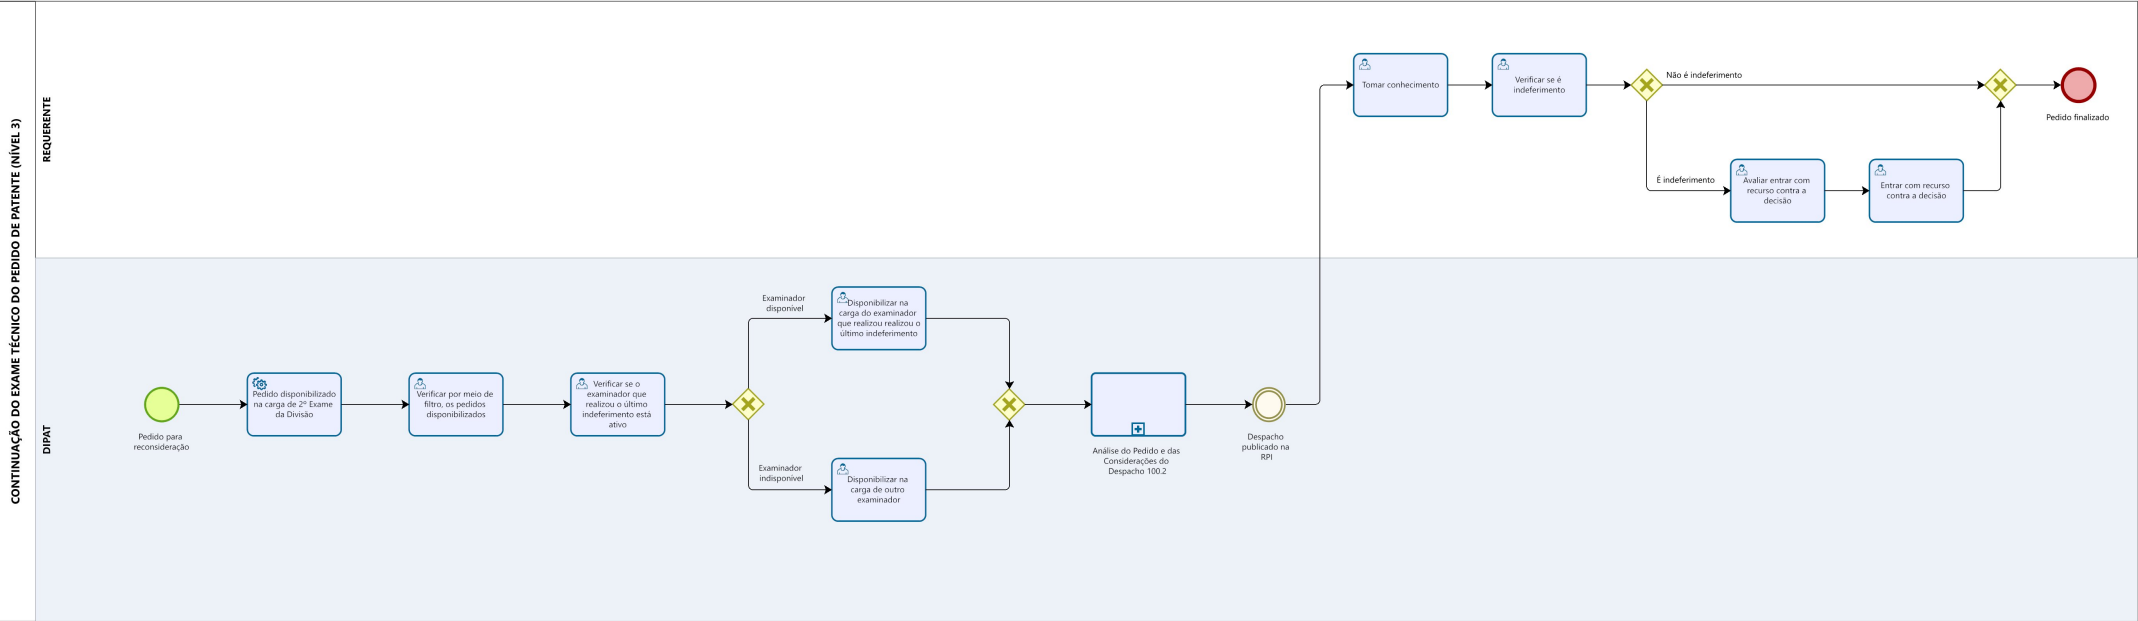 CONTINUAÇÃO DO EXAME TÉCNICO DO PEDIDO DE PATENTE (NÍVEL 3)
REQUERENTE
Tomar conhecimento
Verificar se é
indeferimento
Não é indeferimento
É indeferimento
Avaliar entrar com
recurso contra a
decisão
Entrar com recurso
contra a decisão
Pedido finalizado
DIPAT
Pedido para
reconsideração
Pedido disponibilizado
na carga de 2º Exame
da Divisão
Verificar por meio de
filtro, os pedidos
disponibilizados
Verificar se o
examinador que
realizou o último
indeferimento está
ativo
Examinador
disponível
Disponibilizar na
carga do examinador
que realizou realizou o
último indeferimento
Examinador
indisponível
Disponibilizar na
carga de outro
examinador
Análise do Pedido e das
Considerações do
Despacho 100.2
Despacho
publicado na
RPI